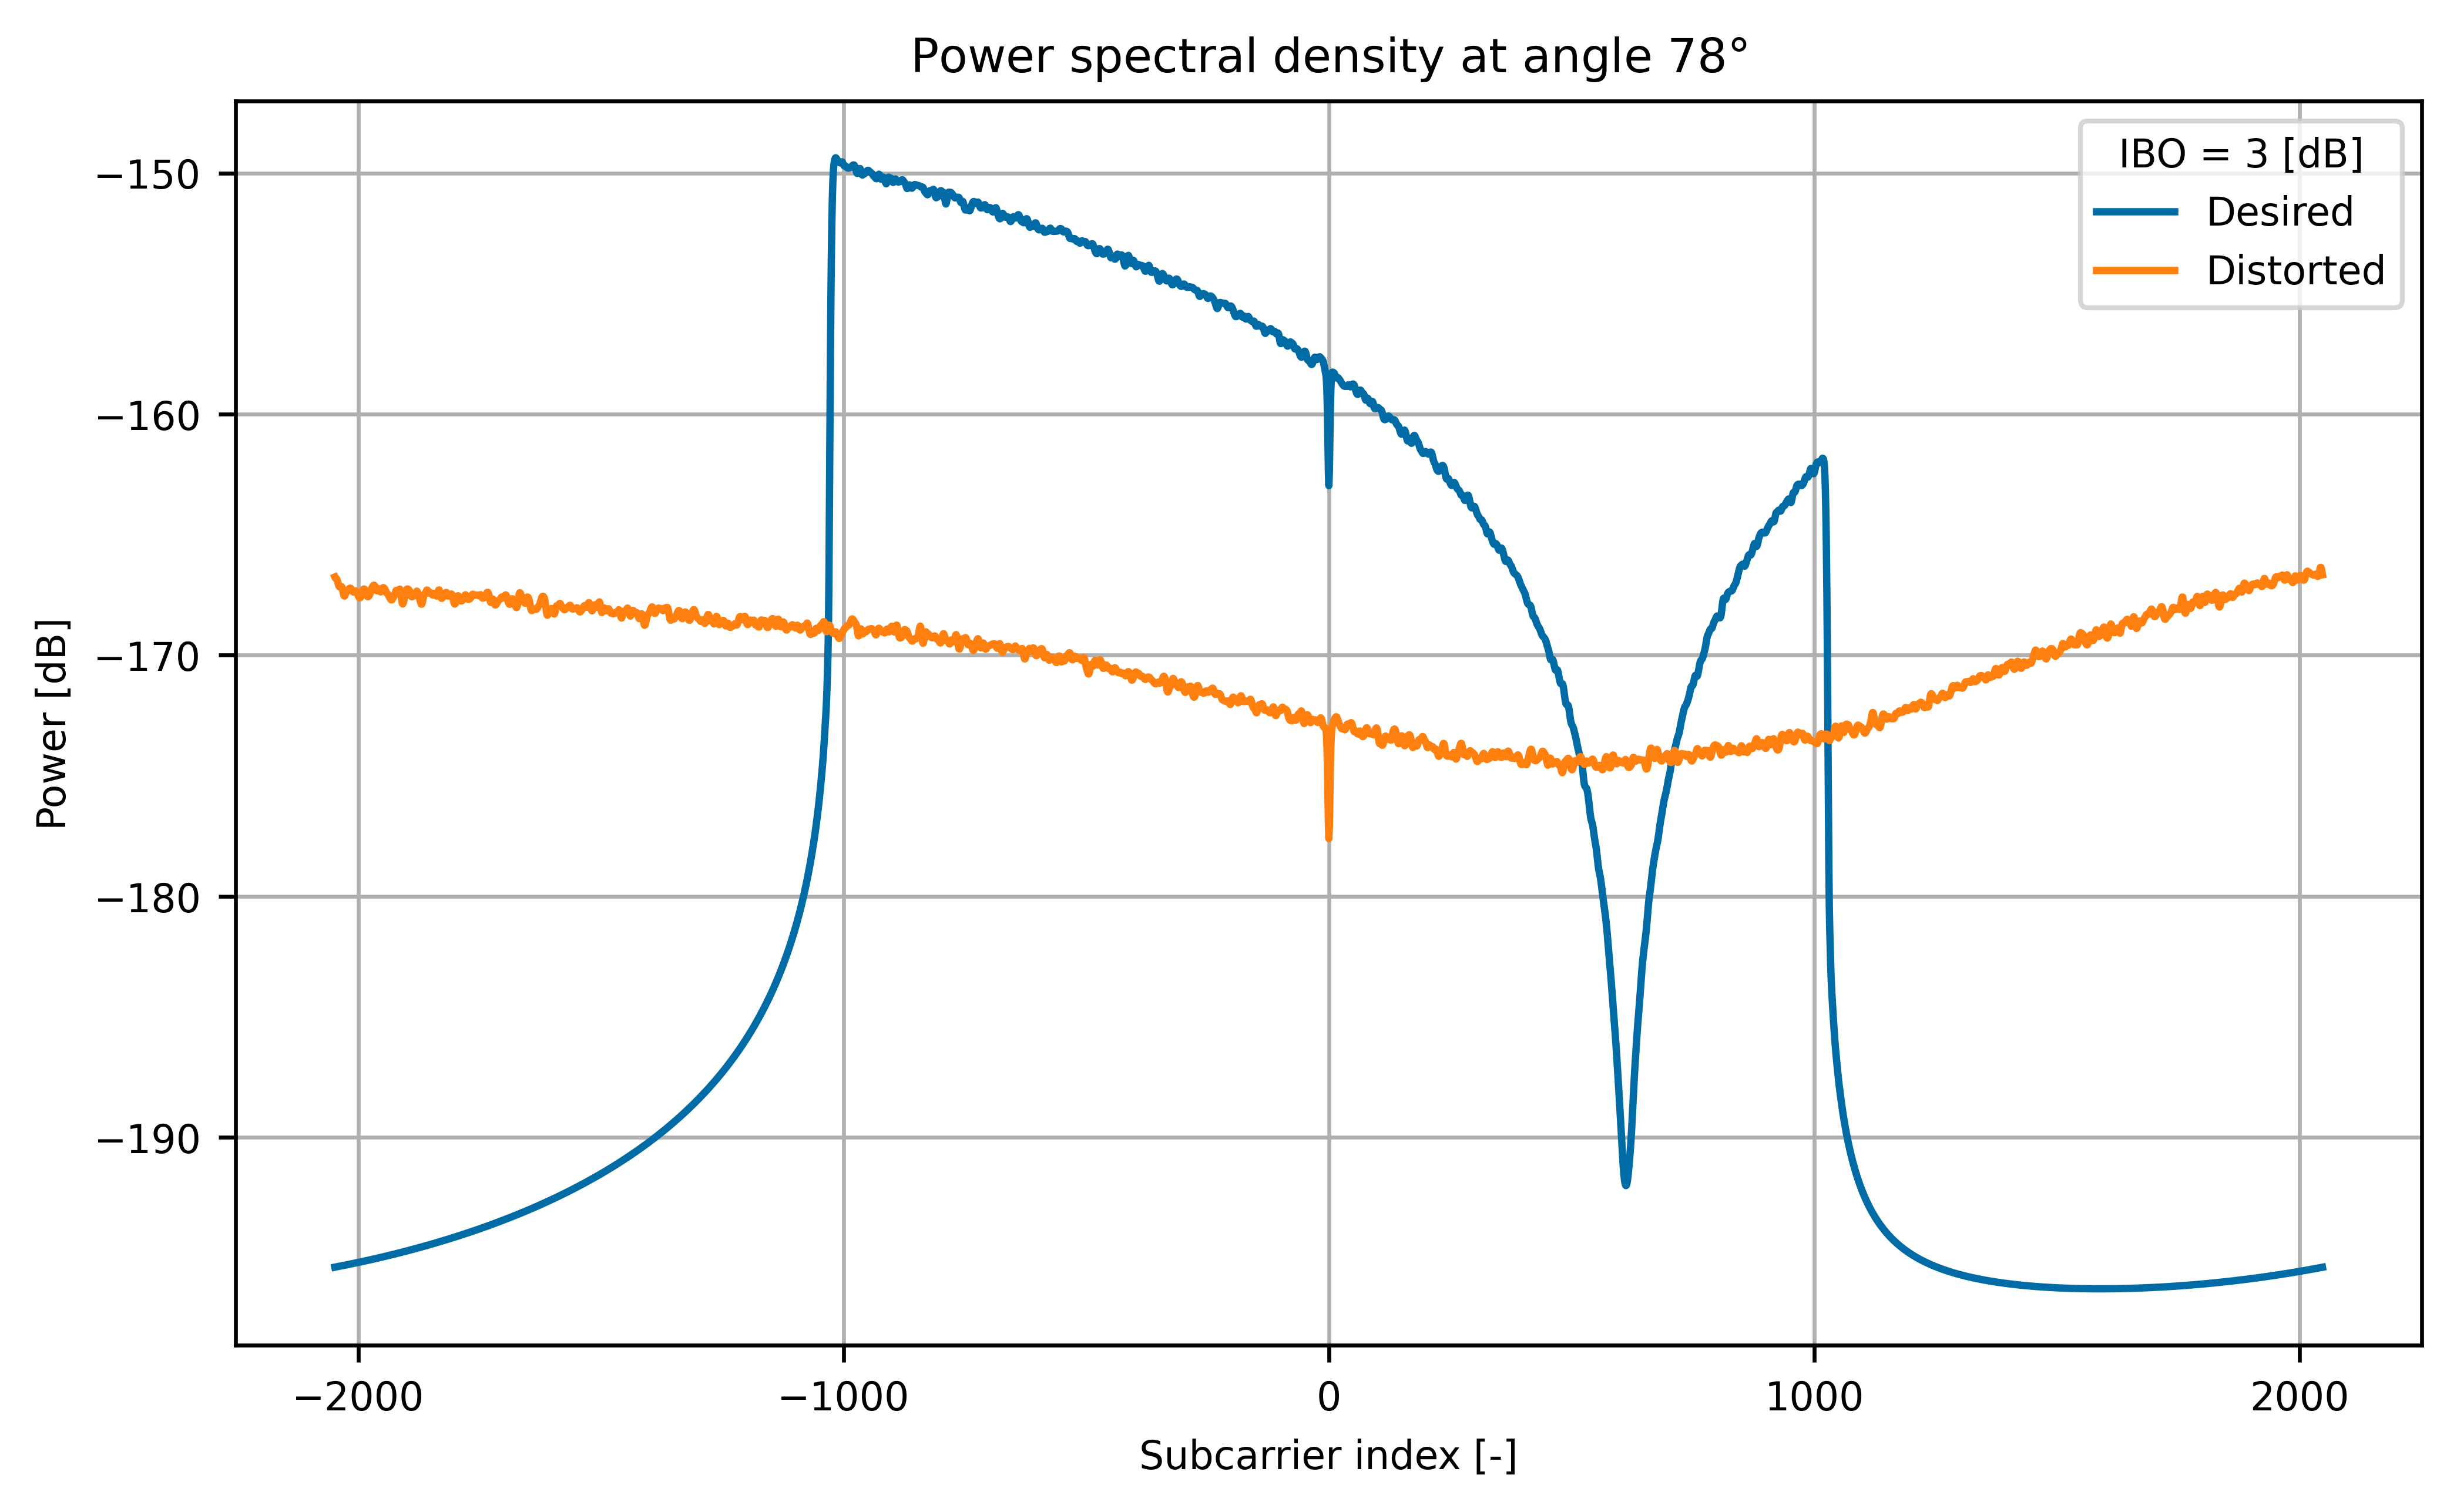 Power spectral density at angle 78°
IBO = 3 [dB]
Desired
Distorted
Power [dB]
−150
−160
−170
−180
−190
−2000
−1000
0
1000
2000
Subcarrier index [-]